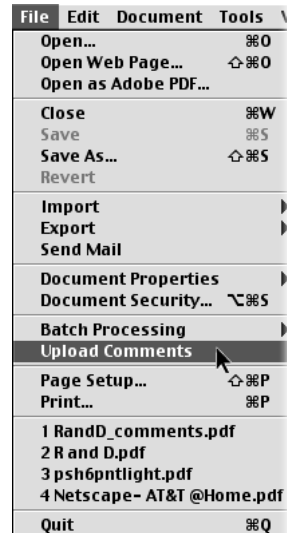 File Edit Document Tools
Open... ⌘O
Open Web Page... ⇧⌘O
Open as Adobe PDF...
Close ⌘W
Save ⌘S
Save As... ⇧⌘S
Revert
Import
Export
Send Mail
Document Properties
Document Security... ⌥⌘S
Batch Processing
Upload Comments
Page Setup... ⇧⌘P
Print... ⌘P
1 RandD_comments.pdf
2 R and D.pdf
3 psh6pntlight.pdf
4 Netscape- AT&T @Home.pdf
Quit ⌘Q